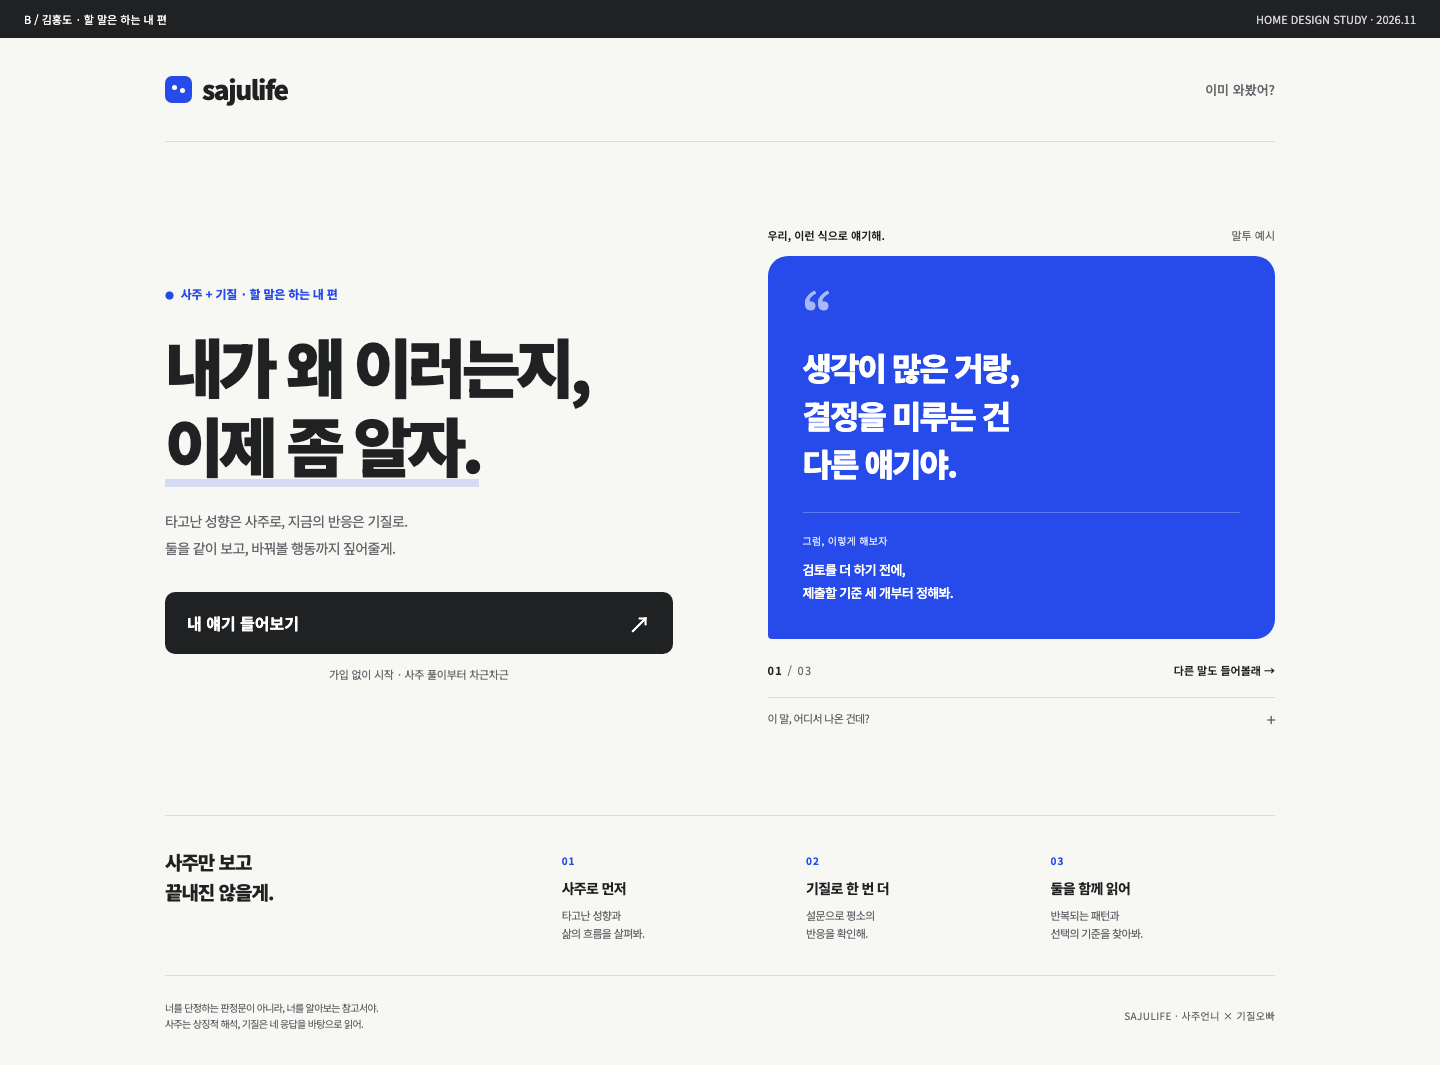 B / 김홍도 · 할 말은 하는 내 편
HOME DESIGN STUDY · 2026.11
sajulife
이미 와봤어?
사주 + 기질 · 할 말은 하는 내 편
내가 왜 이러는지,
이제 좀 알자.
타고난 성향은 사주로, 지금의 반응은 기질로.
둘을 같이 보고, 바꿔볼 행동까지 짚어줄게.
내 얘기 들어보기 ↗
가입 없이 시작 · 사주 풀이부터 차근차근
우리, 이런 식으로 얘기해.
말투 예시
“
생각이 많은 거랑,
결정을 미루는 건
다른 얘기야.
그럼, 이렇게 해보자
검토를 더 하기 전에,
제출할 기준 세 개부터 정해봐.
01 / 03
다른 말도 들어볼래 →
이 말, 어디서 나온 건데? +
사주만 보고
끝내진 않을게.
01
사주로 먼저
타고난 성향과
삶의 흐름을 살펴봐.
02
기질로 한 번 더
설문으로 평소의
반응을 확인해.
03
둘을 함께 읽어
반복되는 패턴과
선택의 기준을 찾아봐.
너를 단정하는 판정문이 아니라, 너를 알아보는 참고서야.
사주는 상징적 해석, 기질은 네 응답을 바탕으로 읽어.
SAJULIFE · 사주언니 × 기질오빠